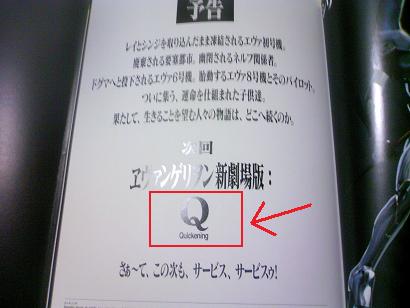 予告
レイとシンジを取り込んだまま凍結されるエヴァ初号機。
廃棄される要塞都市。幽閉されるネルフ関係者。
ドグマへと投下されるエヴァ6号機。胎動するエヴァ8号機とそのパイロット。
ついに集う、運命を仕組まれた子供達。
果たして、生きることを望む人々の物語は、どこへ続くのか。
次回
ヱヴァンゲリヲン新劇場版：
Q
Quickening
さぁ〜て、この次も、サービス、サービスゥ!